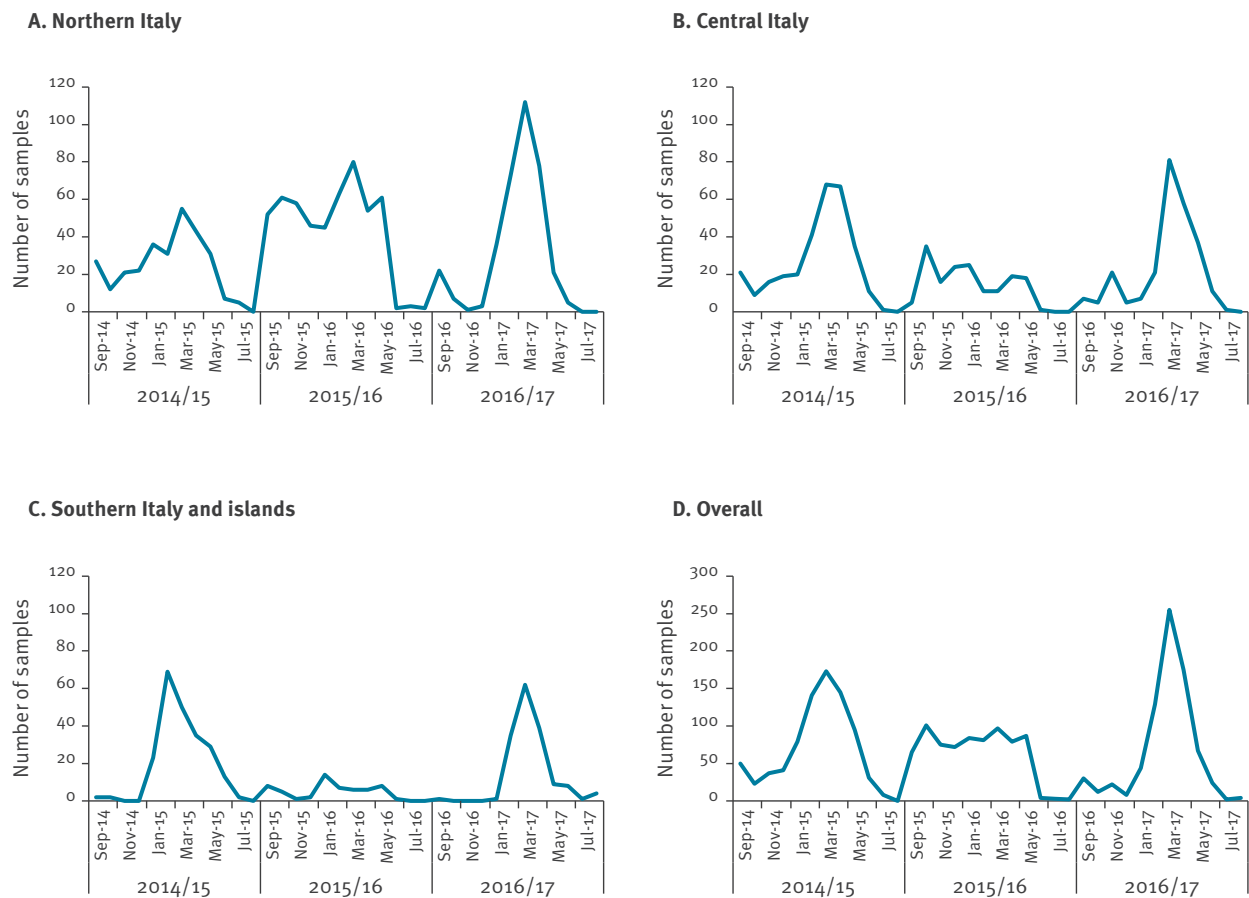 A. Northern Italy
Number of samples
120
100
80
60
40
20
0
Sep-14
Nov-14
Jan-15
Mar-15
May-15
Jul-15
Sep-15
Nov-15
Jan-16
Mar-16
May-16
Jul-16
Sep-16
Nov-16
Jan-17
Mar-17
May-17
Jul-17
2014/15
2015/16
2016/17
B. Central Italy
Number of samples
120
100
80
60
40
20
0
Sep-14
Nov-14
Jan-15
Mar-15
May-15
Jul-15
Sep-15
Nov-15
Jan-16
Mar-16
May-16
Jul-16
Sep-16
Nov-16
Jan-17
Mar-17
May-17
Jul-17
2014/15
2015/16
2016/17
C. Southern Italy and islands
Number of samples
120
100
80
60
40
20
0
Sep-14
Nov-14
Jan-15
Mar-15
May-15
Jul-15
Sep-15
Nov-15
Jan-16
Mar-16
May-16
Jul-16
Sep-16
Nov-16
Jan-17
Mar-17
May-17
Jul-17
2014/15
2015/16
2016/17
D. Overall
Number of samples
300
250
200
150
100
50
0
Sep-14
Nov-14
Jan-15
Mar-15
May-15
Jul-15
Sep-15
Nov-15
Jan-16
Mar-16
May-16
Jul-16
Sep-16
Nov-16
Jan-17
Mar-17
May-17
Jul-17
2014/15
2015/16
2016/17